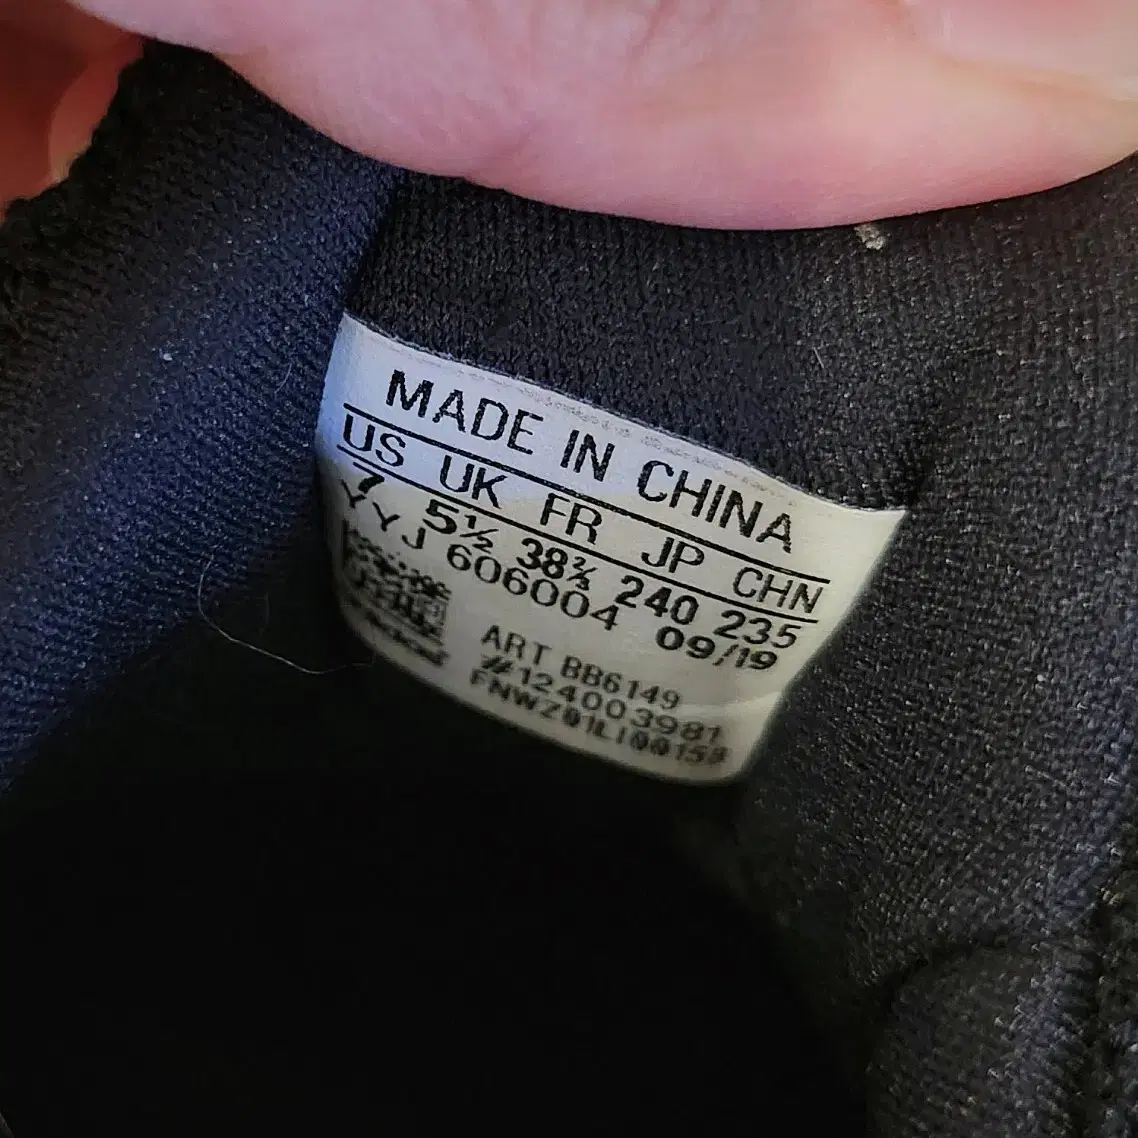 MADE IN CHINA
US UK FR JP CHN
7 5½ 38⅔ 240 235
YYJ 606004 09/19
ART BB6149
#124003981